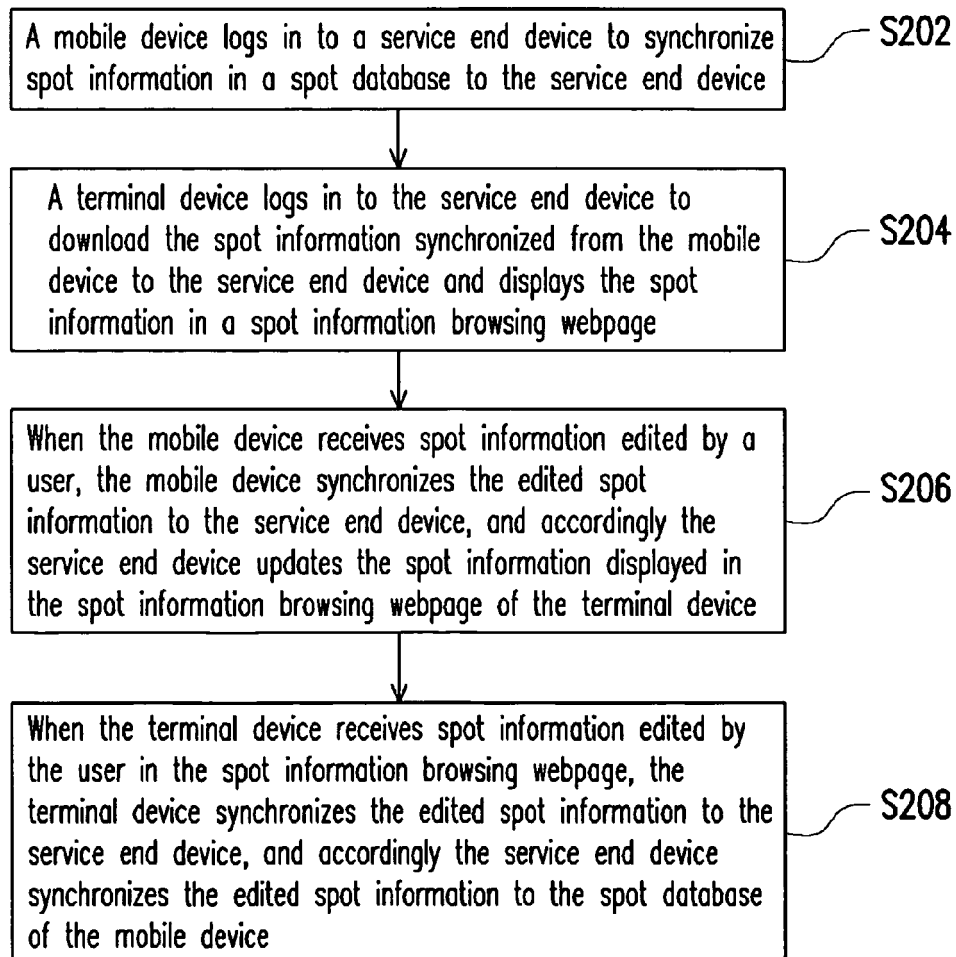 A mobile device logs in to a service end device to synchronize
spot information in a spot database to the service end device
S202
A terminal device logs in to the service end device to
download the spot information synchronized from the mobile
device to the service end device and displays the spot
information in a spot information browsing webpage
S204
When the mobile device receives spot information edited by a
user, the mobile device synchronizes the edited spot
information to the service end device, and accordingly the
service end device updates the spot information displayed in
the spot information browsing webpage of the terminal device
S206
When the terminal device receives spot information edited by
the user in the spot information browsing webpage, the
terminal device synchronizes the edited spot information to the
service end device, and accordingly the service end device
synchronizes the edited spot information to the spot database
of the mobile device
S208